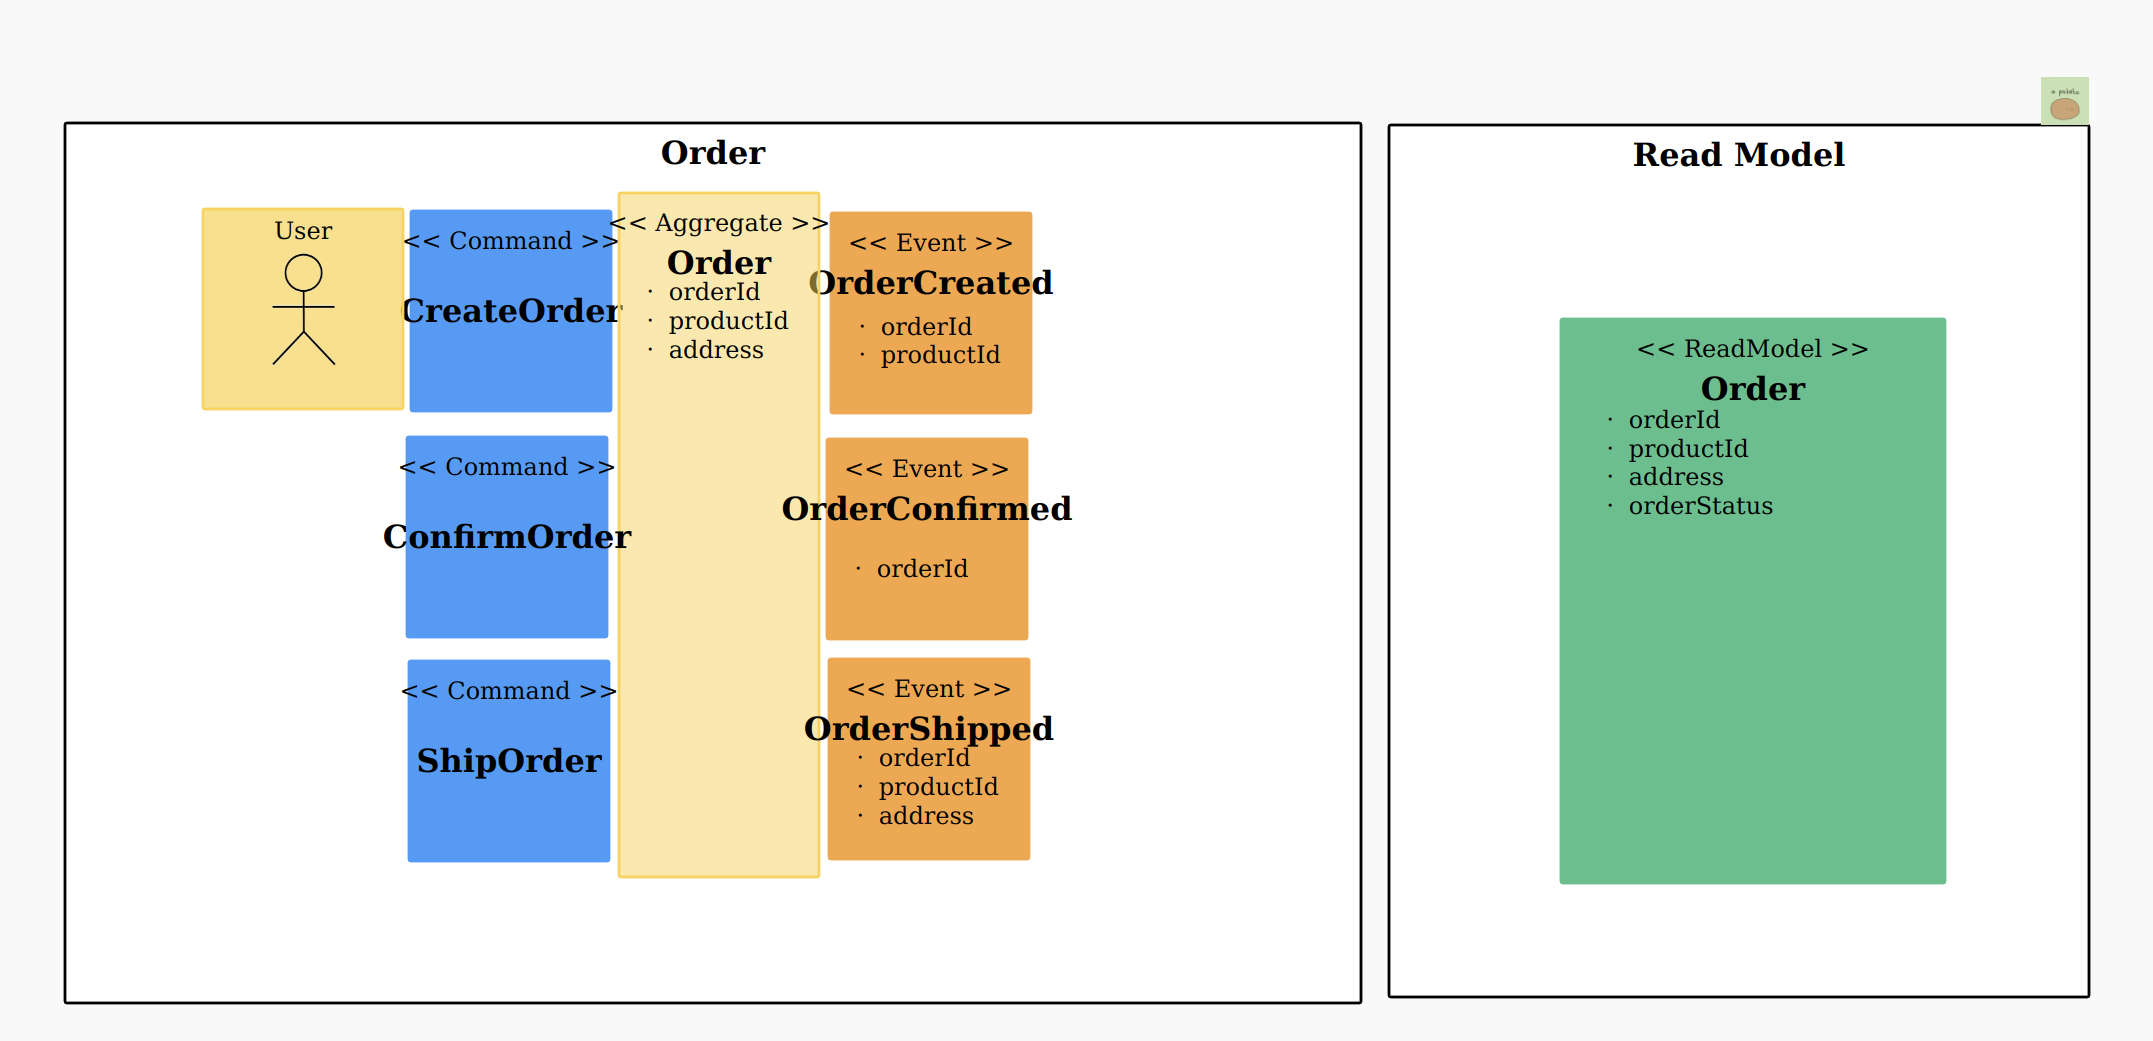 a potato
Order
Read Model
User
<< Command >>
CreateOrder
<< Aggregate >>
Order
· orderId
· productId
· address
<< Event >>
OrderCreated
· orderId
· productId
<< Command >>
ConfirmOrder
<< Event >>
OrderConfirmed
· orderId
<< Command >>
ShipOrder
<< Event >>
OrderShipped
· orderId
· productId
· address
<< ReadModel >>
Order
· orderId
· productId
· address
· orderStatus